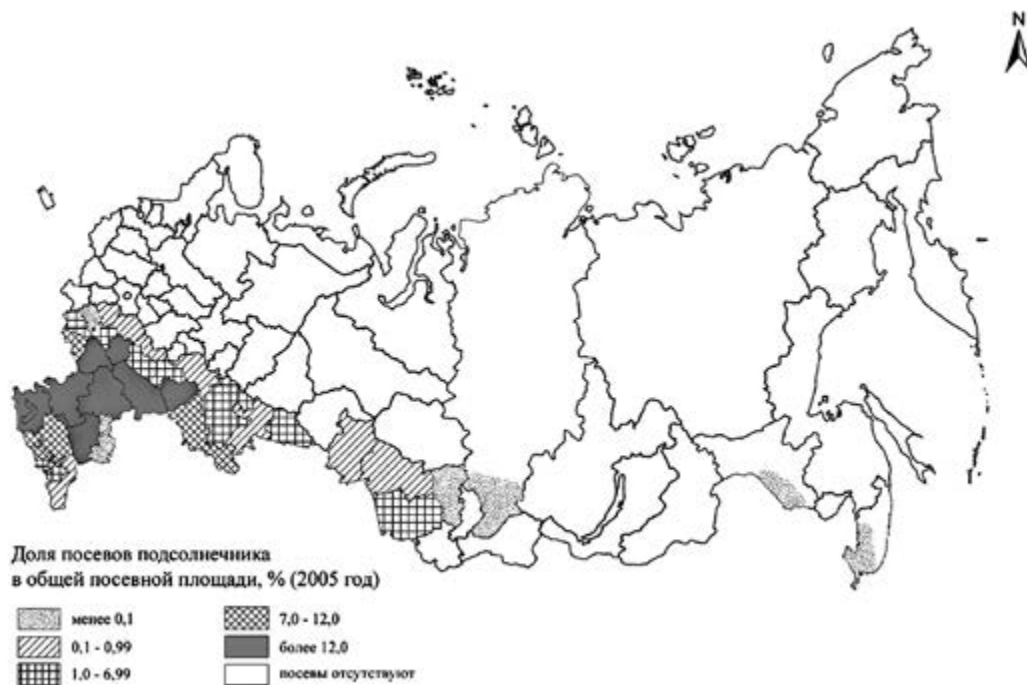 N
Доля посевов подсолнечника
в общей посевной площади, % (2005 год)
менее 0,1
0,1 - 0,99
1,0 - 6,99
7,0 - 12,0
более 12,0
посевы отсутствуют